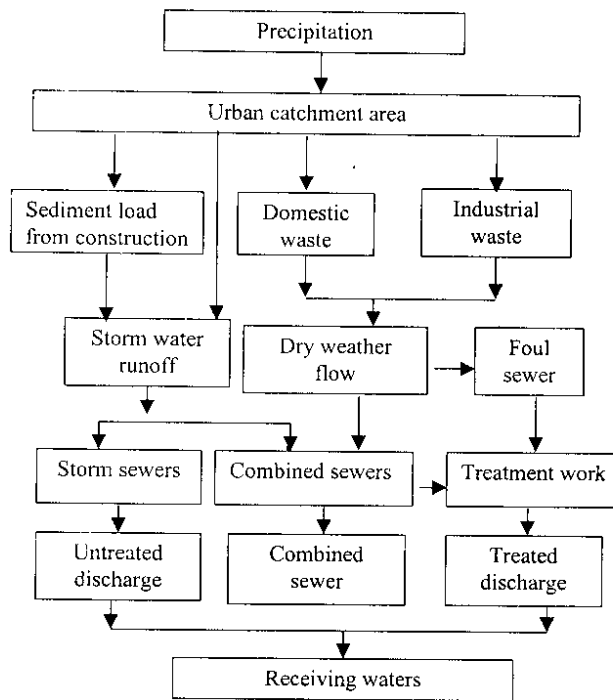 Precipitation
Urban catchment area
Sediment load
from construction
Domestic
waste
Industrial
waste
Storm water
runoff
Dry weather
flow
Foul
sewer
Storm sewers
Combined sewers
Treatment work
Untreated
discharge
Combined
sewer
Treated
discharge
Receiving waters